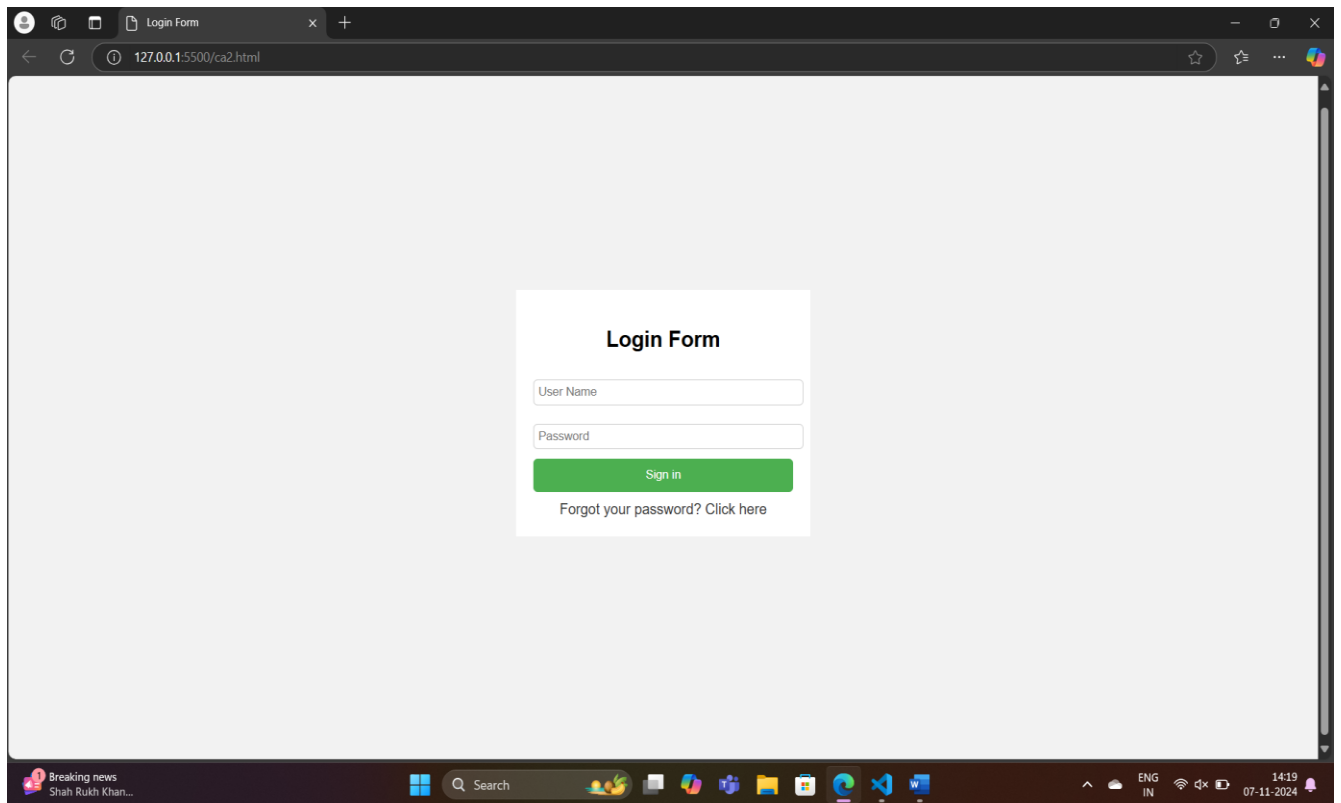 Login Form
127.0.0.1:5500/ca2.html
Login Form
User Name
Password
Sign in
Forgot your password? Click here
1
Breaking news
Shah Rukh Khan...
Search
W
ENG
IN
14:19
07-11-2024